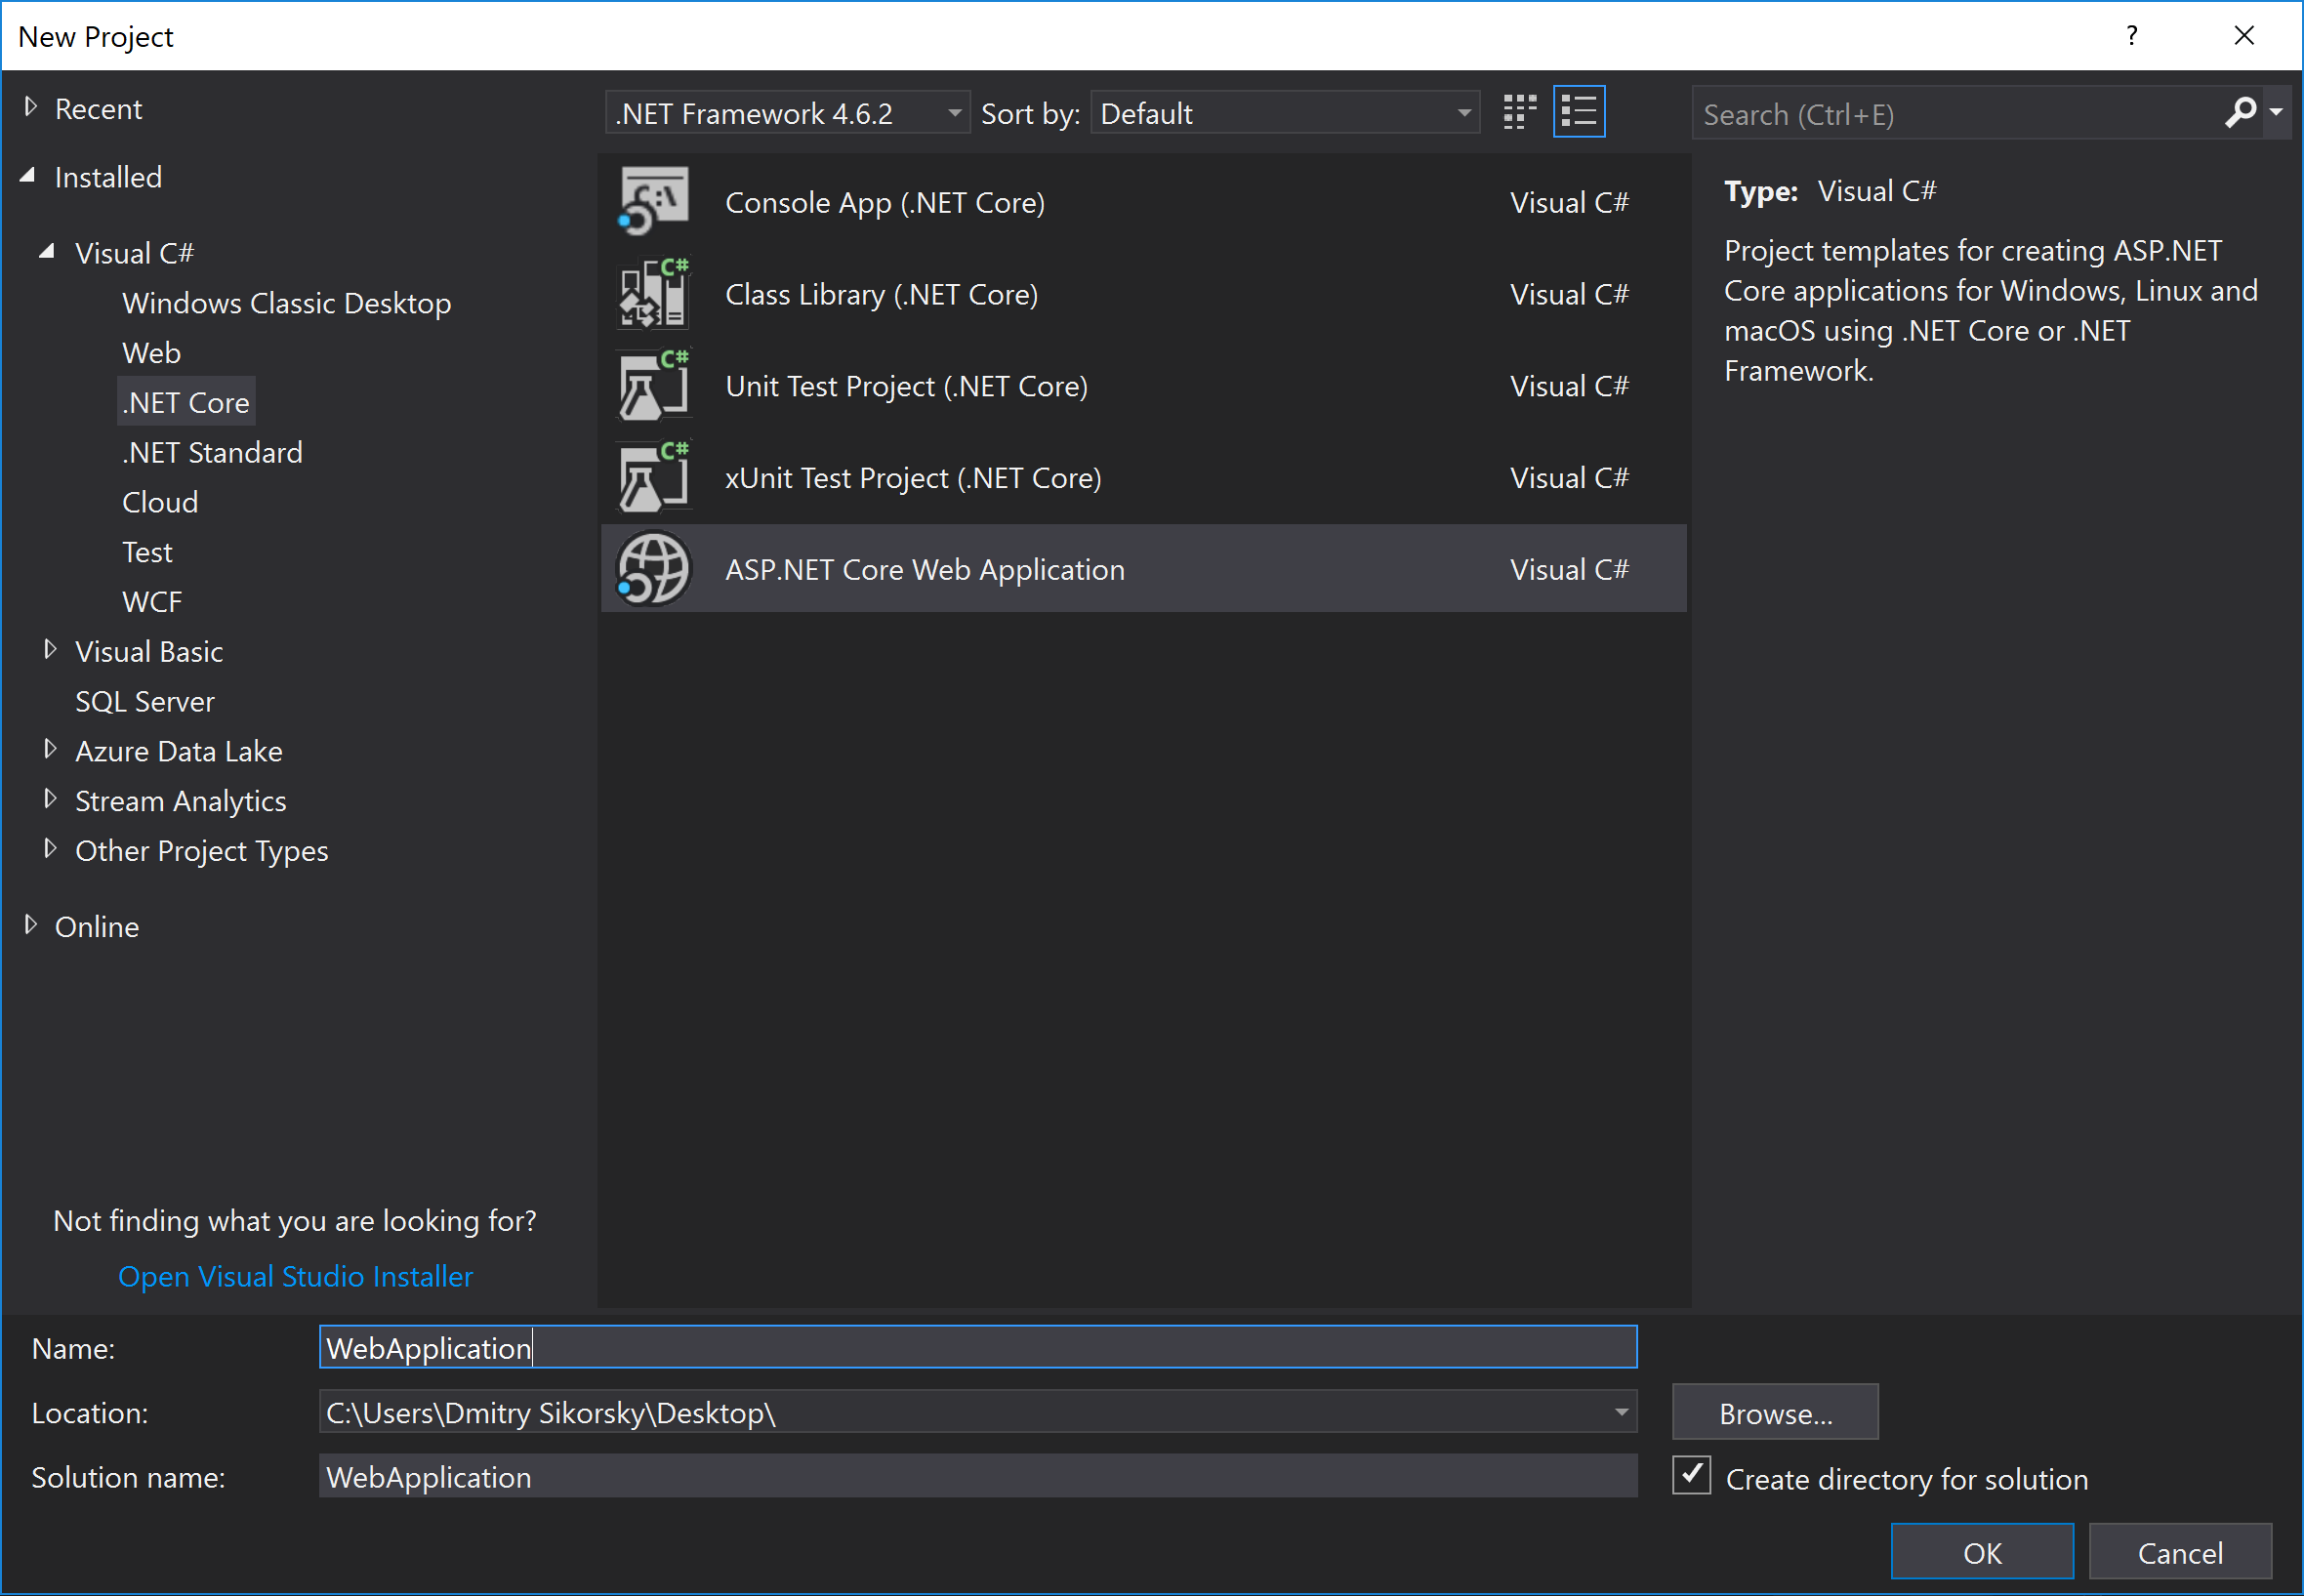 New Project
?
Recent
Installed
Visual C#
Windows Classic Desktop
Web
.NET Core
.NET Standard
Cloud
Test
WCF
Visual Basic
SQL Server
Azure Data Lake
Stream Analytics
Other Project Types
Online
Not finding what you are looking for?
Open Visual Studio Installer
.NET Framework 4.6.2 Sort by: Default
C:\ Console App (.NET Core) Visual C#
C# Class Library (.NET Core) Visual C#
C# Unit Test Project (.NET Core) Visual C#
C# xUnit Test Project (.NET Core) Visual C#
ASP.NET Core Web Application Visual C#
Search (Ctrl+E)
Type: Visual C#
Project templates for creating ASP.NET
Core applications for Windows, Linux and
macOS using .NET Core or .NET
Framework.
Name: WebApplication
Location: C:\Users\Dmitry Sikorsky\Desktop\ Browse...
Solution name: WebApplication Create directory for solution
OK Cancel